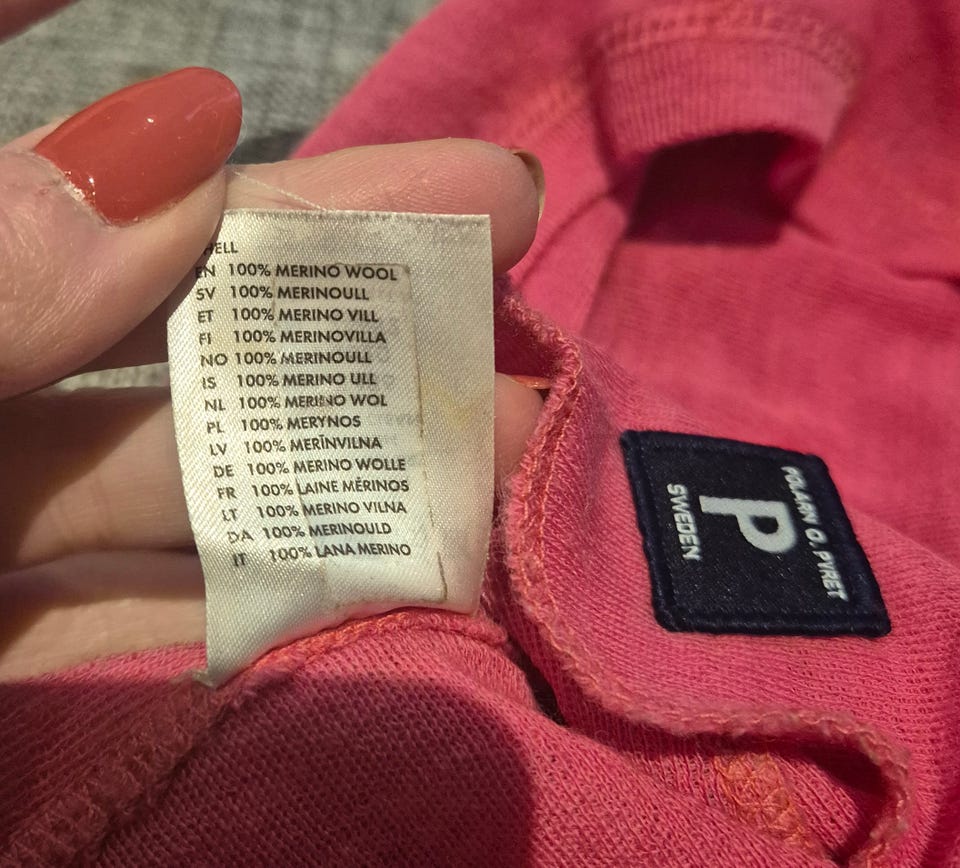 HELL
EN 100% MERINO WOOL
SV 100% MERINOULL
ET 100% MERINO VILL
FI 100% MERINOVILLA
NO 100% MERINOULL
IS 100% MERINO ULL
NL 100% MERINO WOL
PL 100% MERYNOS
LV 100% MERĪNVILNA
DE 100% MERINO WOLLE
FR 100% LAINE MÉRINOS
LT 100% MERINO VILNA
DA 100% MERINOULD
IT 100% LANA MERINO
POLARN O. PYRET
P
SWEDEN